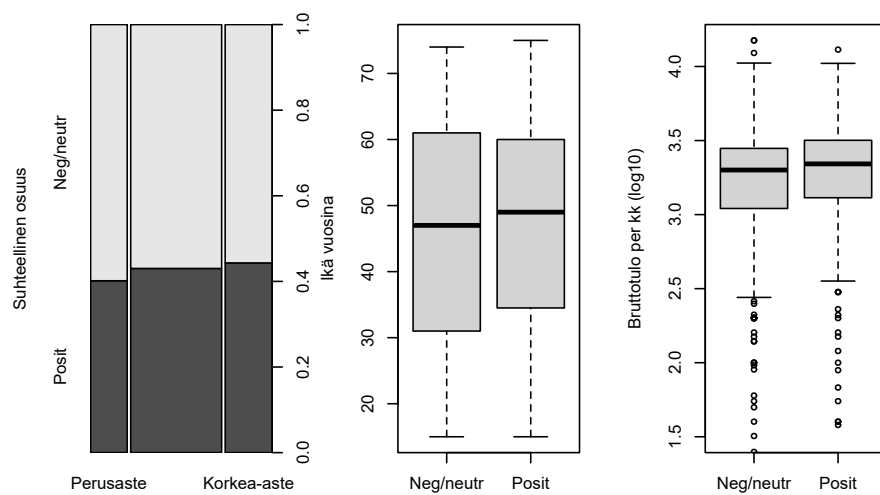 Suhteellinen osuus
Neg/neutr
Posit
1.0
0.8
0.6
0.4
0.2
0.0
Perusaste
Korkea-aste
Ikä vuosina
70
60
50
40
30
20
Neg/neutr
Posit
Bruttotulo per kk (log10)
4.0
3.5
3.0
2.5
2.0
1.5
Neg/neutr
Posit